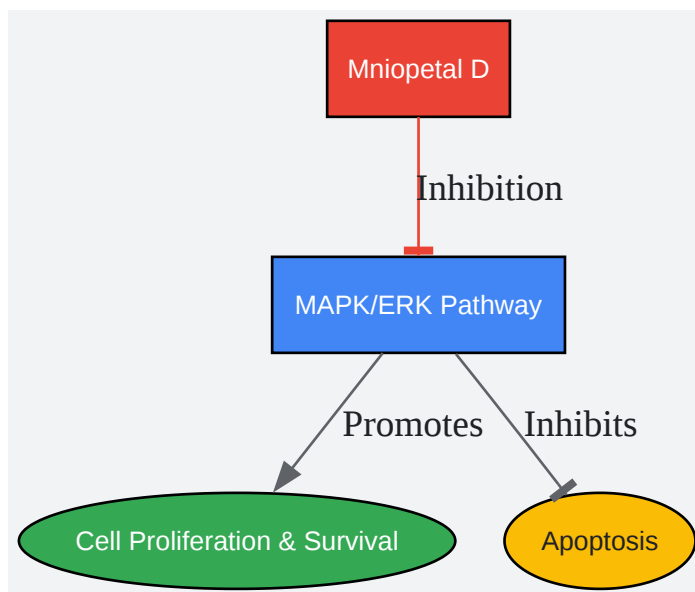 Mniopetal D
Inhibition
MAPK/ERK Pathway
Promotes
Inhibits
Cell Proliferation & Survival
Apoptosis